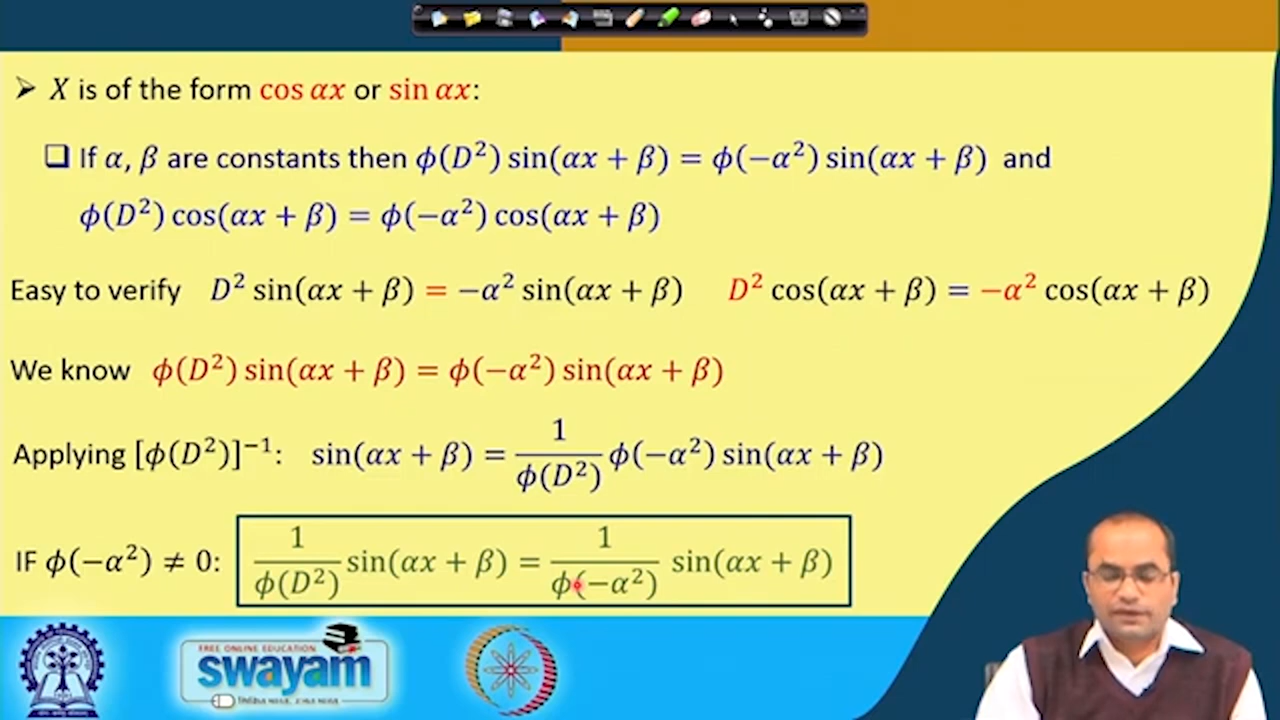 ➢ X is of the form cos αx or sin αx:
❑ If α, β are constants then ϕ(D²) sin(αx + β) = ϕ(−α²) sin(αx + β) and
ϕ(D²) cos(αx + β) = ϕ(−α²) cos(αx + β)
Easy to verify D² sin(αx + β) = −α² sin(αx + β) D² cos(αx + β) = −α² cos(αx + β)
We know ϕ(D²) sin(αx + β) = ϕ(−α²) sin(αx + β)
Applying [ϕ(D²)]⁻¹: sin(αx + β) = 1/ϕ(D²) ϕ(−α²) sin(αx + β)
IF ϕ(−α²) ≠ 0: 1/ϕ(D²) sin(αx + β) = 1/ϕ(−α²) sin(αx + β)
FREE ONLINE EDUCATION
swayam